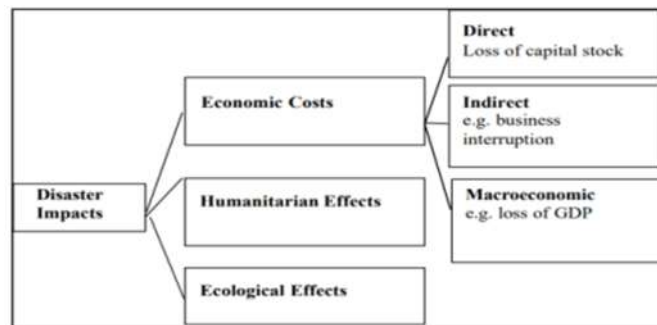 Direct
Loss of capital stock
Economic Costs
Indirect
e.g. business
interruption
Disaster
Impacts
Humanitarian Effects
Macroeconomic
e.g. loss of GDP
Ecological Effects